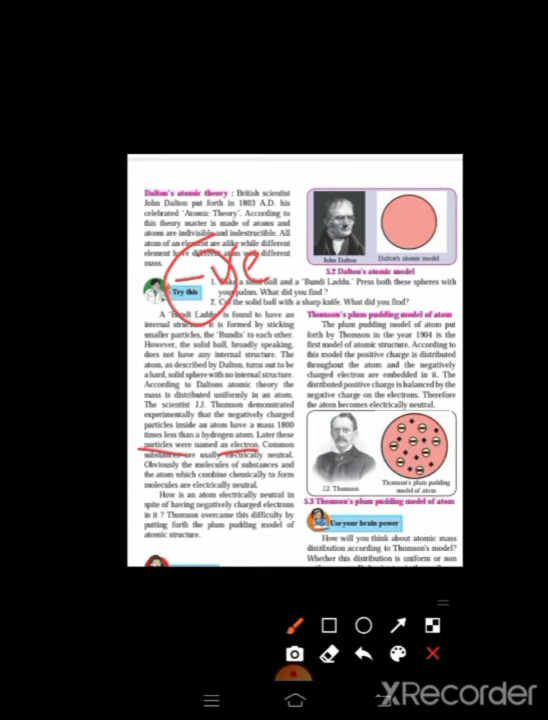 Dalton's atomic theory : British scientist
John Dalton put forth in 1803 A.D. his
celebrated 'Atomic Theory'. According to
this theory matter is made of atoms and
atoms are indivisible and indestructible. All
atom of an element are alike while different
element have different atom with different
mass.
John Dalton
Dalton's atomic model
5.2 Dalton's atomic model
-ve
Try this
1. Take a solid ball and a 'Bundi Laddu.' Press both these spheres with
your palms. What did you find ?
2. Cut the solid ball with a sharp knife. What did you find?
A 'Bundi Laddu' is found to have an
internal structure. It is formed by sticking
smaller particles, the 'Bundis' to each other.
However, the solid ball, broadly speaking,
does not have any internal structure. The
atom, as described by Dalton, turns out to be
a hard, solid sphere with no internal structure.
According to Daltons atomic theory the
mass is distributed uniformly in an atom.
The scientist J.J. Thomson demonstrated
experimentally that the negatively charged
particles inside an atom have a mass 1800
times less than a hydrogen atom. Later these
particles were named as electron. Common
substances are usally electrically neutral.
Obviously the molecules of substances and
the atom which combine chemically to form
molecules are electrically neutral.
How is an atom electrically neutral in
spite of having negatively charged electrons
in it ? Thomson overcame this difficulty by
putting forth the plum pudding model of
atomic structure.
Thomson's plum pudding model of atom
The plum pudding model of atom put
forth by Thomson in the year 1904 is the
first model of atomic structure. According to
this model the positive charge is distributed
throughout the atom and the negatively
charged electron are embedded in it. The
distributed positive charge is balanced by the
negative charge on the electrons. Therefore
the atom becomes electrically neutral.
J.J. Thomson
Thomson's plum pudding
model of atom
5.3 Thomson's plum pudding model of atom
Use your brain power
How will you think about atomic mass
distribution according to Thomson's model?
Whether this distribution is uniform or non
XRecorder